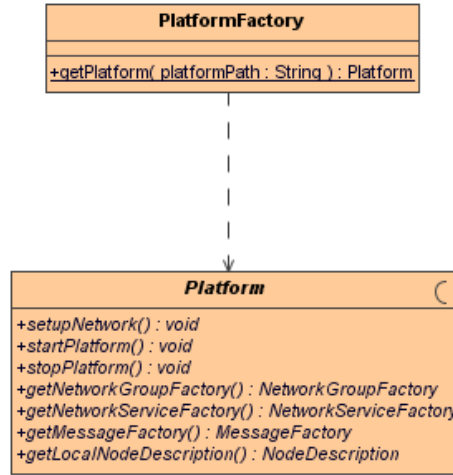 PlatformFactory
+getPlatform( platformPath : String ) : Platform
Platform
+setupNetwork() : void
+startPlatform() : void
+stopPlatform() : void
+getNetworkGroupFactory() : NetworkGroupFactory
+getNetworkServiceFactory() : NetworkServiceFactory
+getMessageFactory() : MessageFactory
+getLocalNodeDescription() : NodeDescription